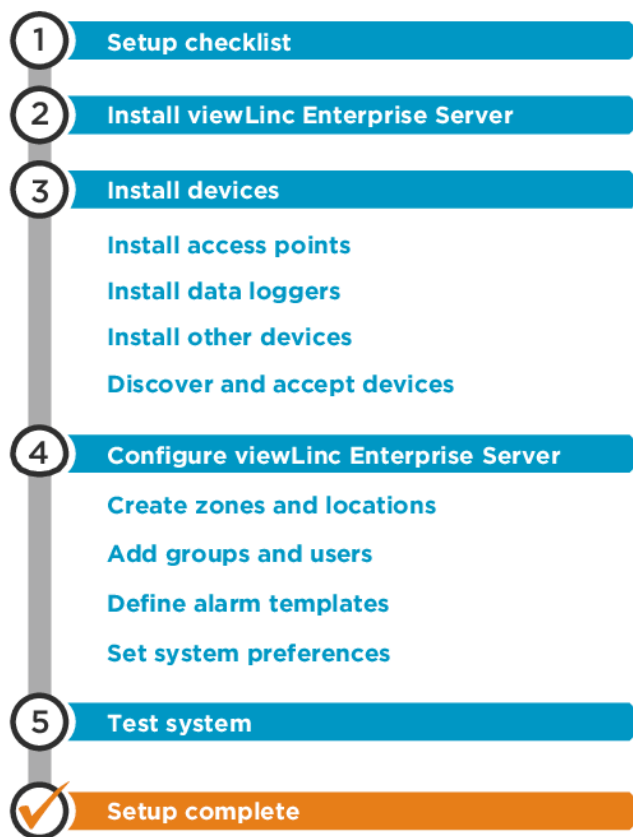 1 Setup checklist
2 Install viewLinc Enterprise Server
3 Install devices
Install access points
Install data loggers
Install other devices
Discover and accept devices
4 Configure viewLinc Enterprise Server
Create zones and locations
Add groups and users
Define alarm templates
Set system preferences
5 Test system
Setup complete